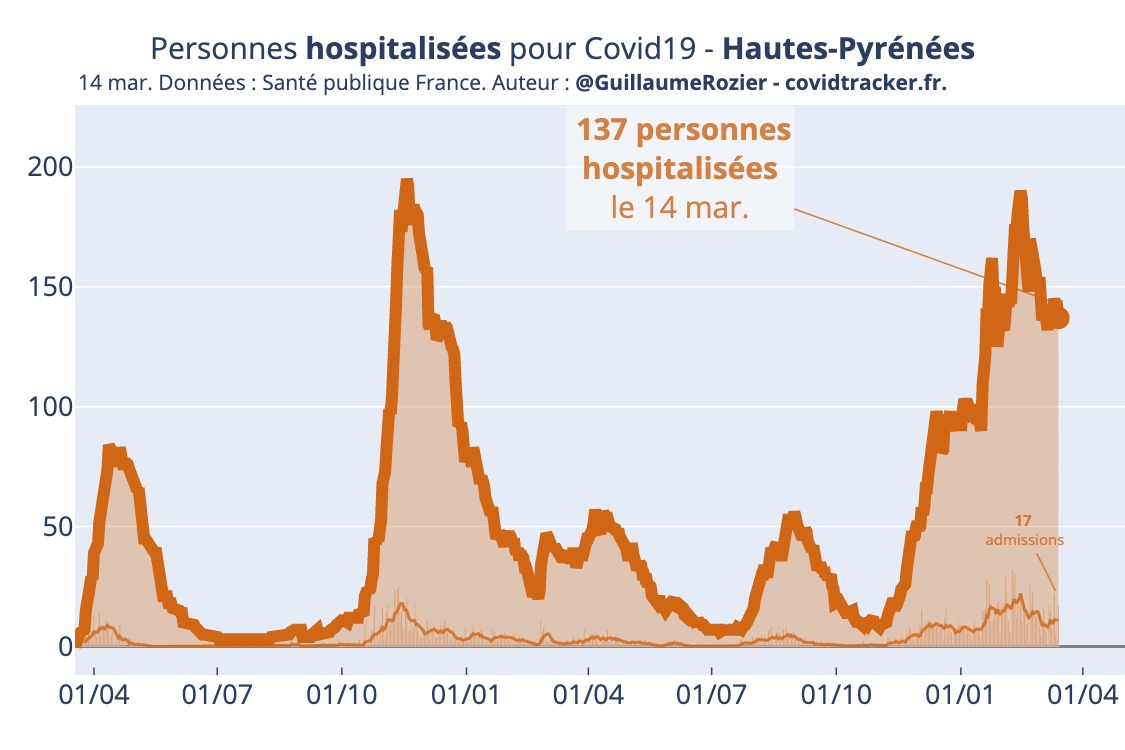 Personnes hospitalisées pour Covid19 - Hautes-Pyrénées
14 mar. Données : Santé publique France. Auteur : @GuillaumeRozier - covidtracker.fr.
137 personnes
hospitalisées
le 14 mar.
200
150
100
50
0
17
admissions
01/04 01/07 01/10 01/01 01/04 01/07 01/10 01/01 01/04